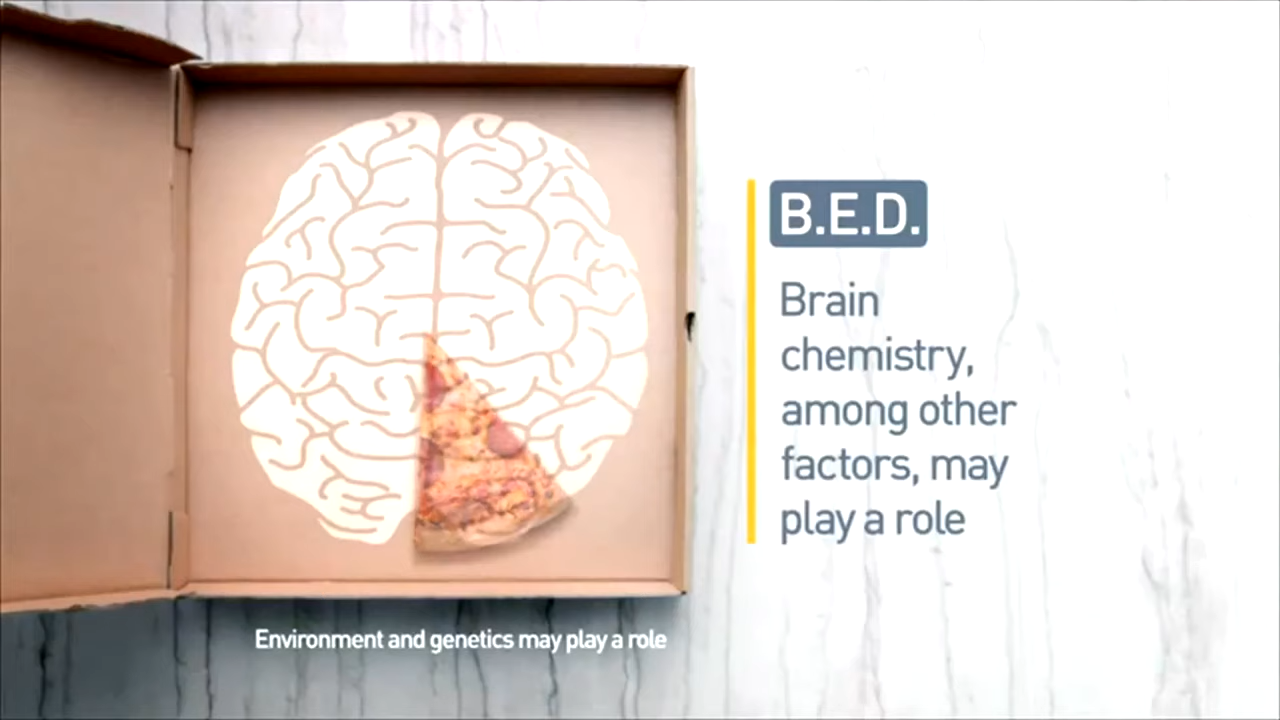 B.E.D.
Brain
chemistry,
among other
factors, may
play a role
Environment and genetics may play a role